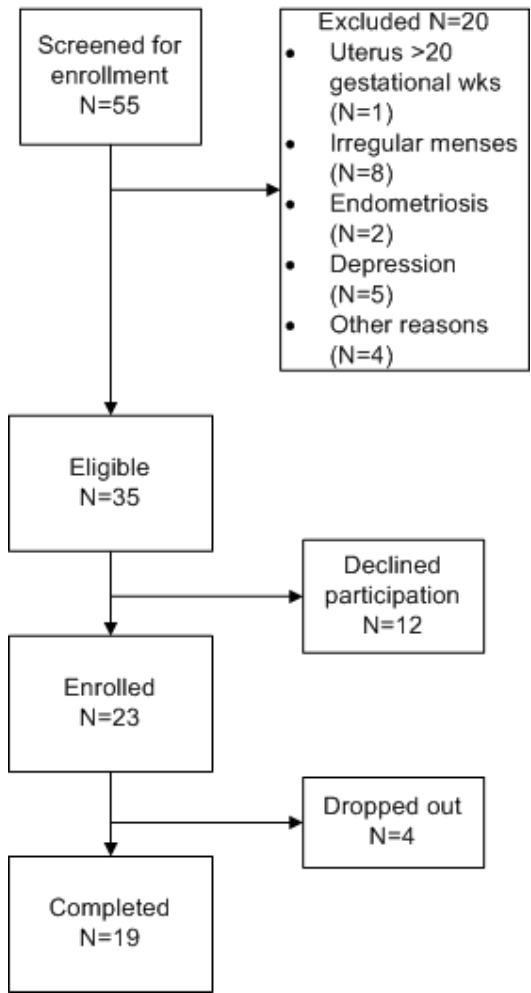 Screened for
enrollment
N=55
Excluded N=20
• Uterus >20
gestational wks
(N=1)
• Irregular menses
(N=8)
• Endometriosis
(N=2)
• Depression
(N=5)
• Other reasons
(N=4)
Eligible
N=35
Declined
participation
N=12
Enrolled
N=23
Dropped out
N=4
Completed
N=19